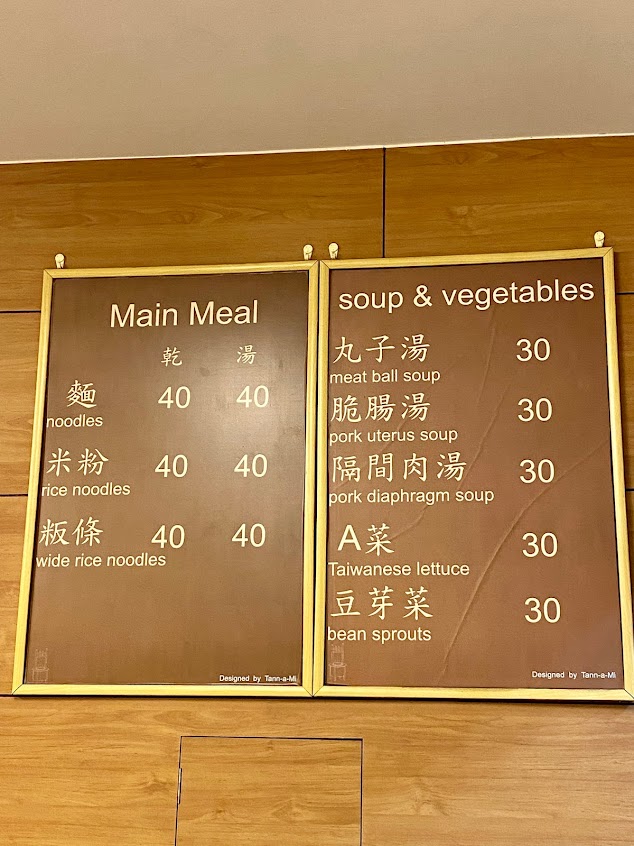 Main Meal
乾 湯
麵 40 40
noodles
米粉 40 40
rice noodles
粄條 40 40
wide rice noodles
Designed by Tann-a-Mi
soup & vegetables
丸子湯 30
meat ball soup
脆腸湯 30
pork uterus soup
隔間肉湯 30
pork diaphragm soup
A菜 30
Taiwanese lettuce
豆芽菜 30
bean sprouts
Designed by Tann-a-Mi